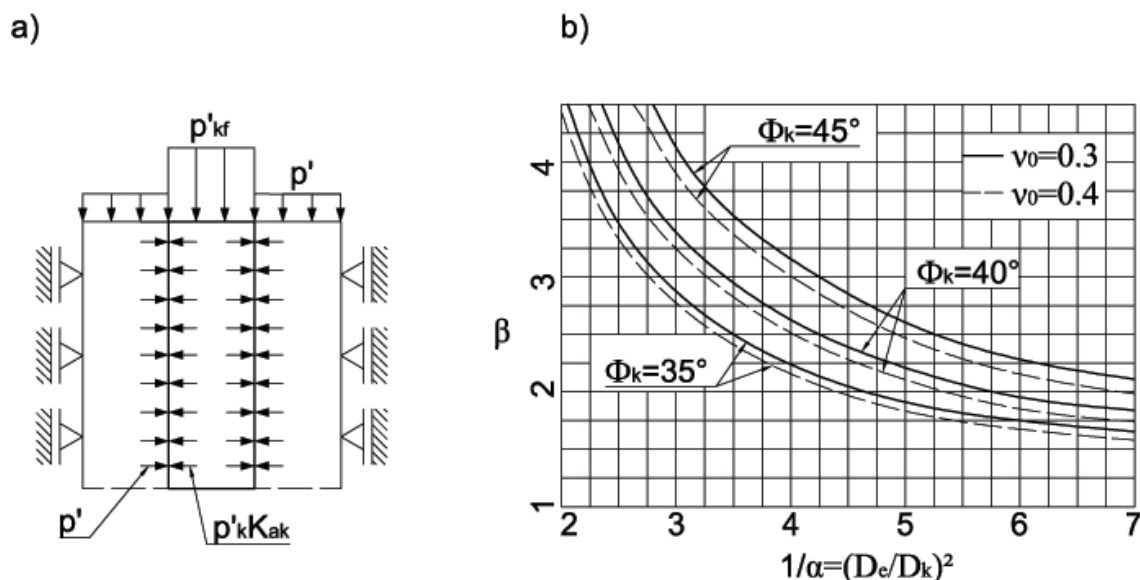 a)
p'kf
p'
p'
p'kKak
b)
Φk=45°
ν0=0.3
ν0=0.4
Φk=40°
Φk=35°
β
4
3
2
1
2 3 4 5 6 7
1/α=(De/Dk)²